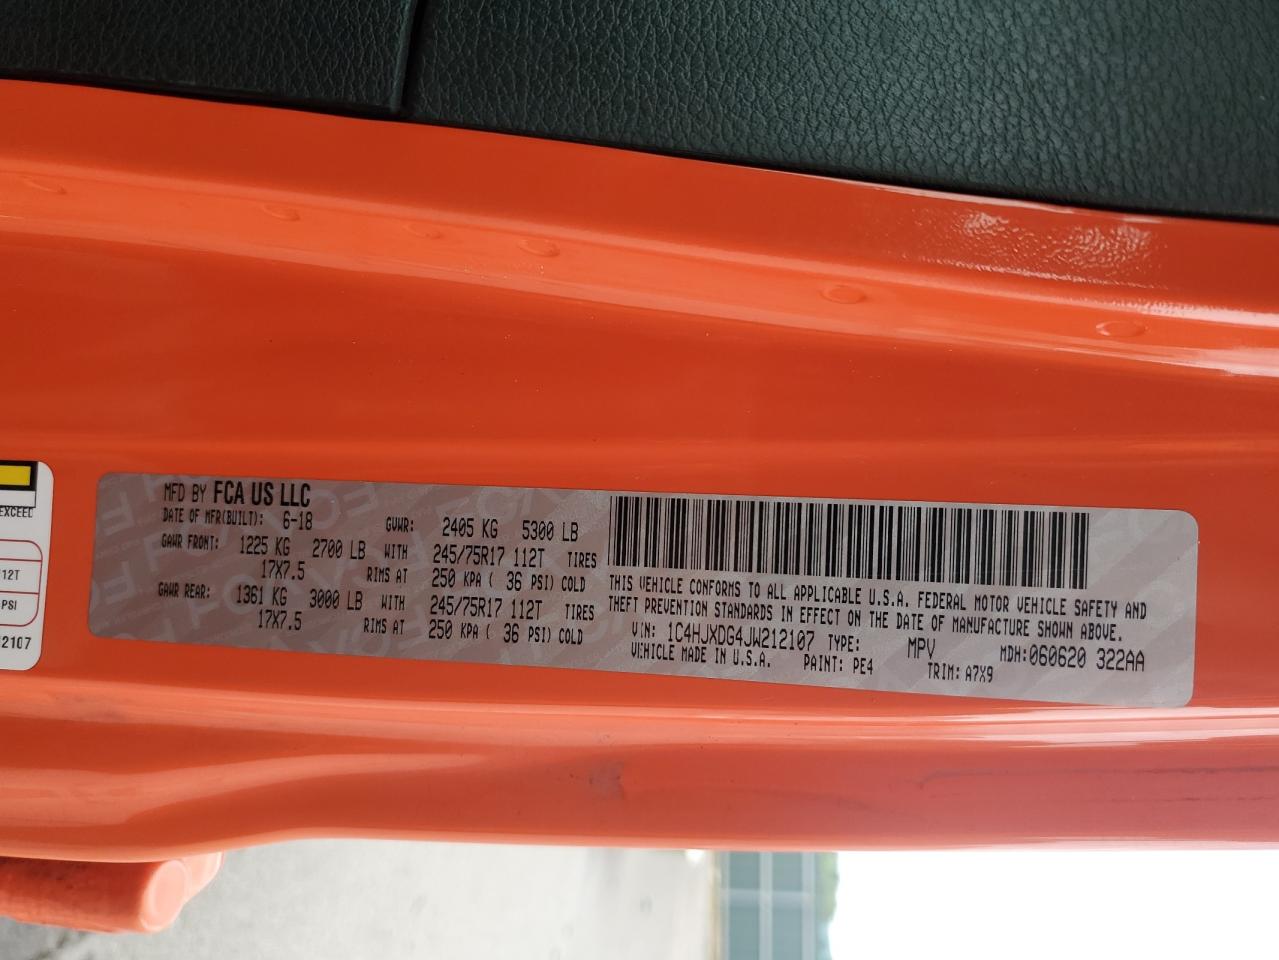 MFD BY FCA US LLC
DATE OF MFR(BUILT): 6-18 GVWR: 2405 KG 5300 LB
GAWR FRONT: 1225 KG 2700 LB WITH 245/75R17 112T TIRES
17X7.5 RIMS AT 250 KPA ( 36 PSI) COLD
GAWR REAR: 1361 KG 3000 LB WITH 245/75R17 112T TIRES
17X7.5 RIMS AT 250 KPA ( 36 PSI) COLD
THIS VEHICLE CONFORMS TO ALL APPLICABLE U.S.A. FEDERAL MOTOR VEHICLE SAFETY AND
THEFT PREVENTION STANDARDS IN EFFECT ON THE DATE OF MANUFACTURE SHOWN ABOVE.
VIN: 1C4HJXDG4JW212107 TYPE: MPV MDH:060620 322AA
VEHICLE MADE IN U.S.A. PAINT: PE4 TRIM: A7X9
EXCEED
12T
PSI
12107